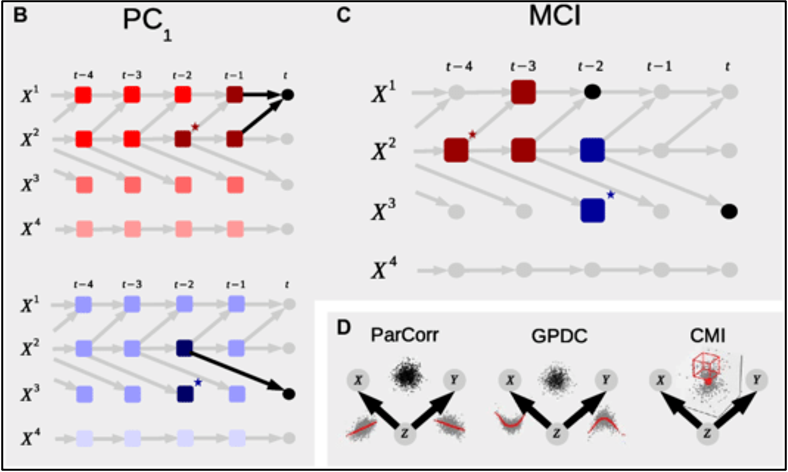 B PC1
t−4 t−3 t−2 t−1 t
X1
X2
X3
X4
t−4 t−3 t−2 t−1 t
X1
X2
X3
X4
C MCI
t−4 t−3 t−2 t−1 t
X1
X2
X3
X4
D
ParCorr GPDC CMI
X Y X Y X Y
Z Z Z